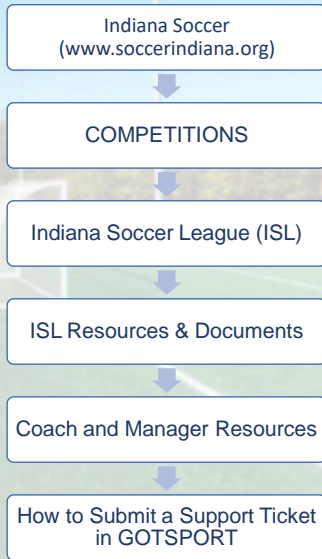 Indiana Soccer
(www.soccerindiana.org)
COMPETITIONS
Indiana Soccer League (ISL)
ISL Resources & Documents
Coach and Manager Resources
How to Submit a Support Ticket
in GOTSPORT